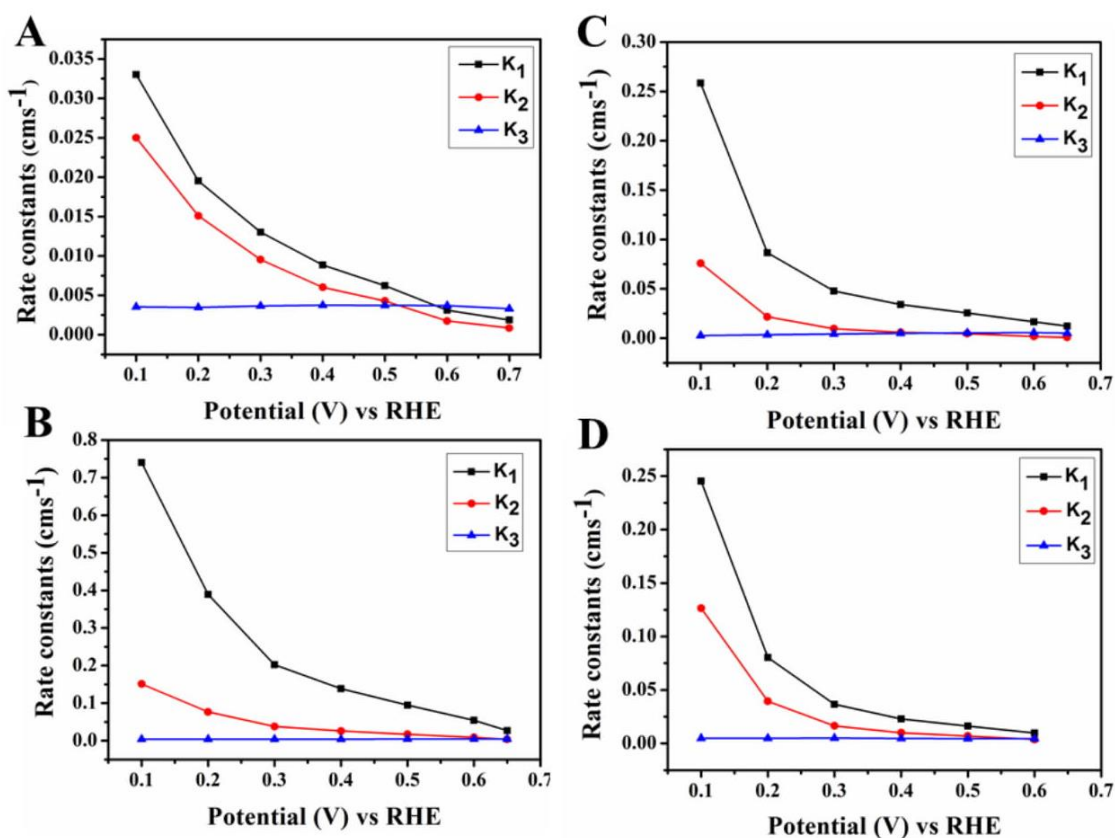 A
Rate constants (cms-1)
0.035
0.030
0.025
0.020
0.015
0.010
0.005
0.000
K1
K2
K3
0.1 0.2 0.3 0.4 0.5 0.6 0.7
Potential (V) vs RHE
B
Rate constants (cms-1)
0.8
0.7
0.6
0.5
0.4
0.3
0.2
0.1
0.0
K1
K2
K3
0.1 0.2 0.3 0.4 0.5 0.6 0.7
Potential (V) vs RHE
C
Rate constants (cms-1)
0.30
0.25
0.20
0.15
0.10
0.05
0.00
K1
K2
K3
0.1 0.2 0.3 0.4 0.5 0.6 0.7
Potential (V) vs RHE
D
Rate constants (cms-1)
0.25
0.20
0.15
0.10
0.05
0.00
K1
K2
K3
0.1 0.2 0.3 0.4 0.5 0.6 0.7
Potential (V) vs RHE